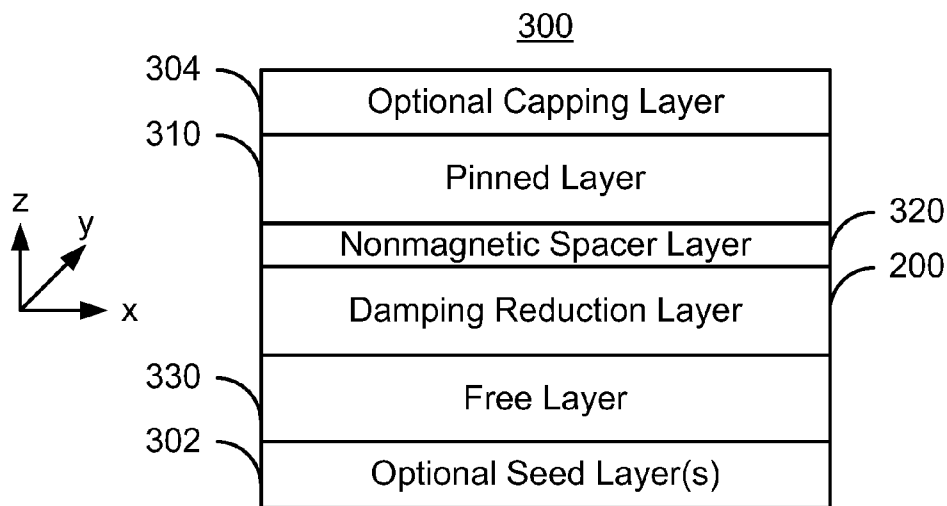 300
304
Optional Capping Layer
310
Pinned Layer
z
y
x
320
Nonmagnetic Spacer Layer
200
Damping Reduction Layer
330
Free Layer
302
Optional Seed Layer(s)